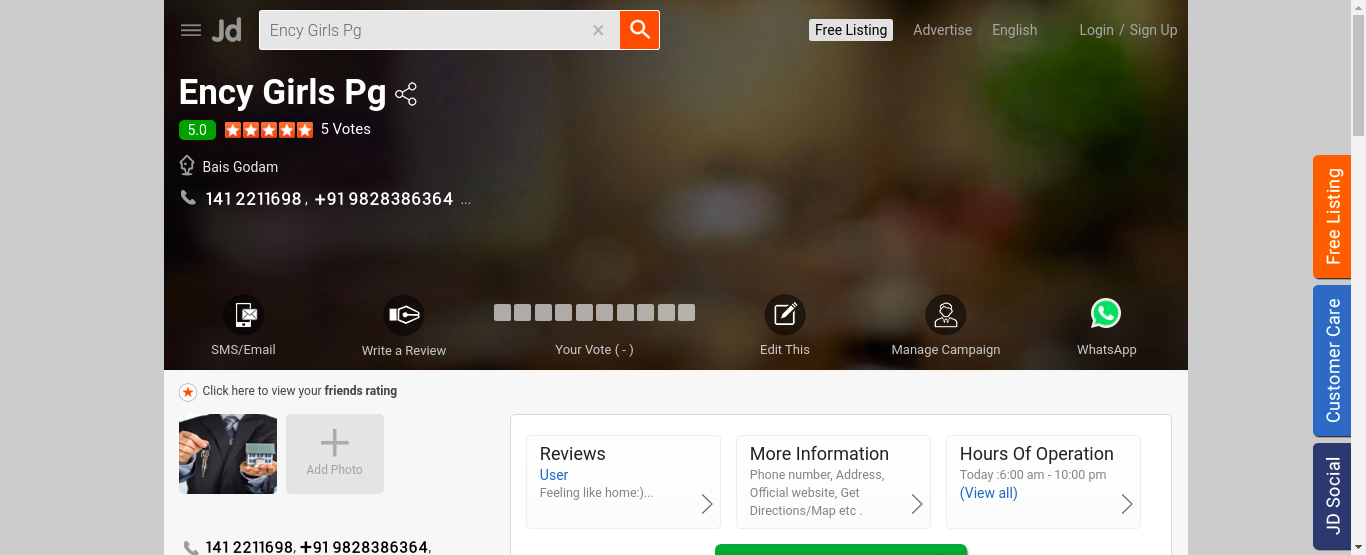 Jd
Ency Girls Pg
Free Listing
Advertise
English
Login / Sign Up
Ency Girls Pg
5.0
5 Votes
Bais Godam
141 2211698 , +91 9828386364 ...
SMS/Email
Write a Review
Your Vote ( - )
Edit This
Manage Campaign
WhatsApp
Free Listing
Customer Care
JD Social
Click here to view your friends rating
Add Photo
Reviews
User
Feeling like home:)...
More Information
Phone number, Address,
Official website, Get
Directions/Map etc .
Hours Of Operation
Today :6:00 am - 10:00 pm
(View all)
141 2211698, +91 9828386364,